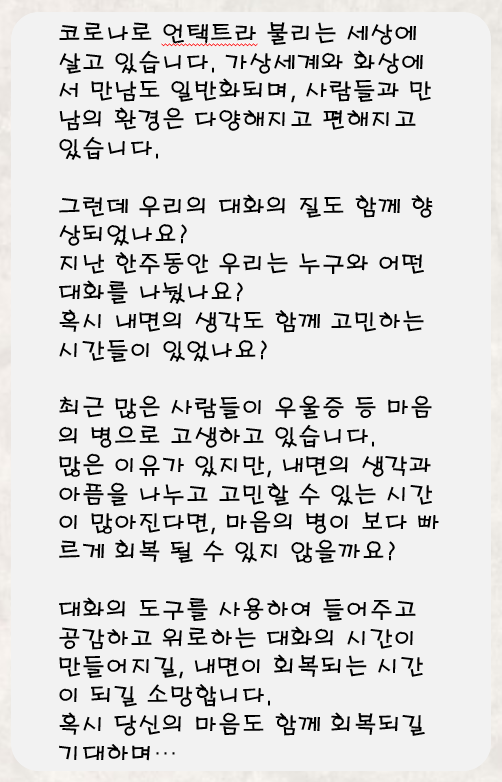 코로나로 언택트라 불리는 세상에
살고 있습니다. 가상세계와 화상에
서 만남도 일반화되며, 사람들과 만
남의 환경은 다양해지고 편해지고
있습니다.
그런데 우리의 대화의 질도 함께 향
상되었나요?
지난 한주동안 우리는 누구와 어떤
대화를 나눴나요?
혹시 내면의 생각도 함께 고민하는
시간들이 있었나요?
최근 많은 사람들이 우울증 등 마음
의 병으로 고생하고 있습니다.
많은 이유가 있지만, 내면의 생각과
아픔을 나누고 고민할 수 있는 시간
이 많아진다면, 마음의 병이 보다 빠
르게 회복 될 수 있지 않을까요?
대화의 도구를 사용하여 들어주고
공감하고 위로하는 대화의 시간이
만들어지길, 내면이 회복되는 시간
이 되길 소망합니다.
혹시 당신의 마음도 함께 회복되길
기대하며…